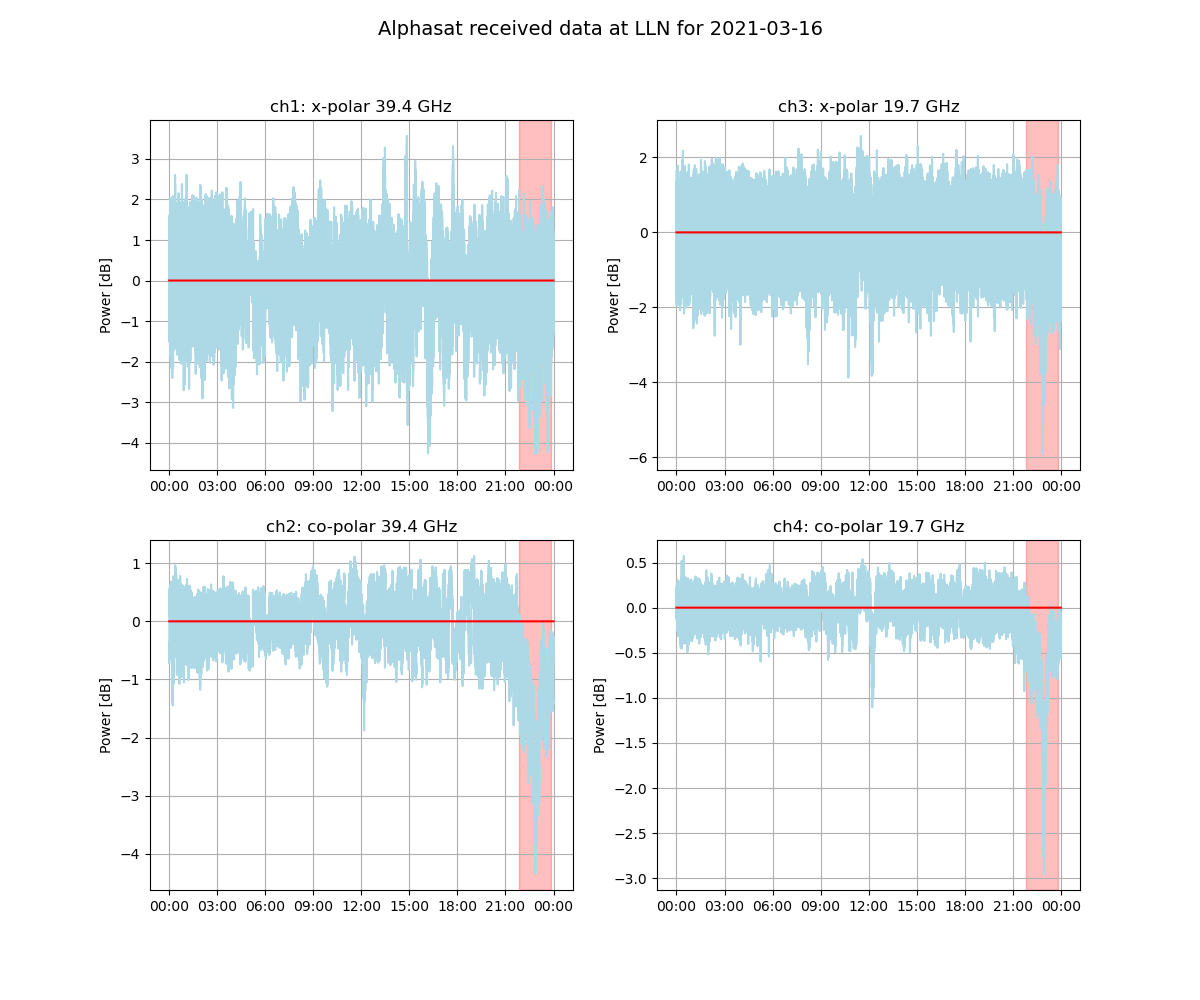 Alphasat received data at LLN for 2021-03-16
ch1: x-polar 39.4 GHz
Power [dB]
3
2
1
0
−1
−2
−3
−4
00:00 03:00 06:00 09:00 12:00 15:00 18:00 21:00 00:00
ch3: x-polar 19.7 GHz
Power [dB]
2
0
−2
−4
−6
00:00 03:00 06:00 09:00 12:00 15:00 18:00 21:00 00:00
ch2: co-polar 39.4 GHz
Power [dB]
1
0
−1
−2
−3
−4
00:00 03:00 06:00 09:00 12:00 15:00 18:00 21:00 00:00
ch4: co-polar 19.7 GHz
Power [dB]
0.5
0.0
−0.5
−1.0
−1.5
−2.0
−2.5
−3.0
00:00 03:00 06:00 09:00 12:00 15:00 18:00 21:00 00:00